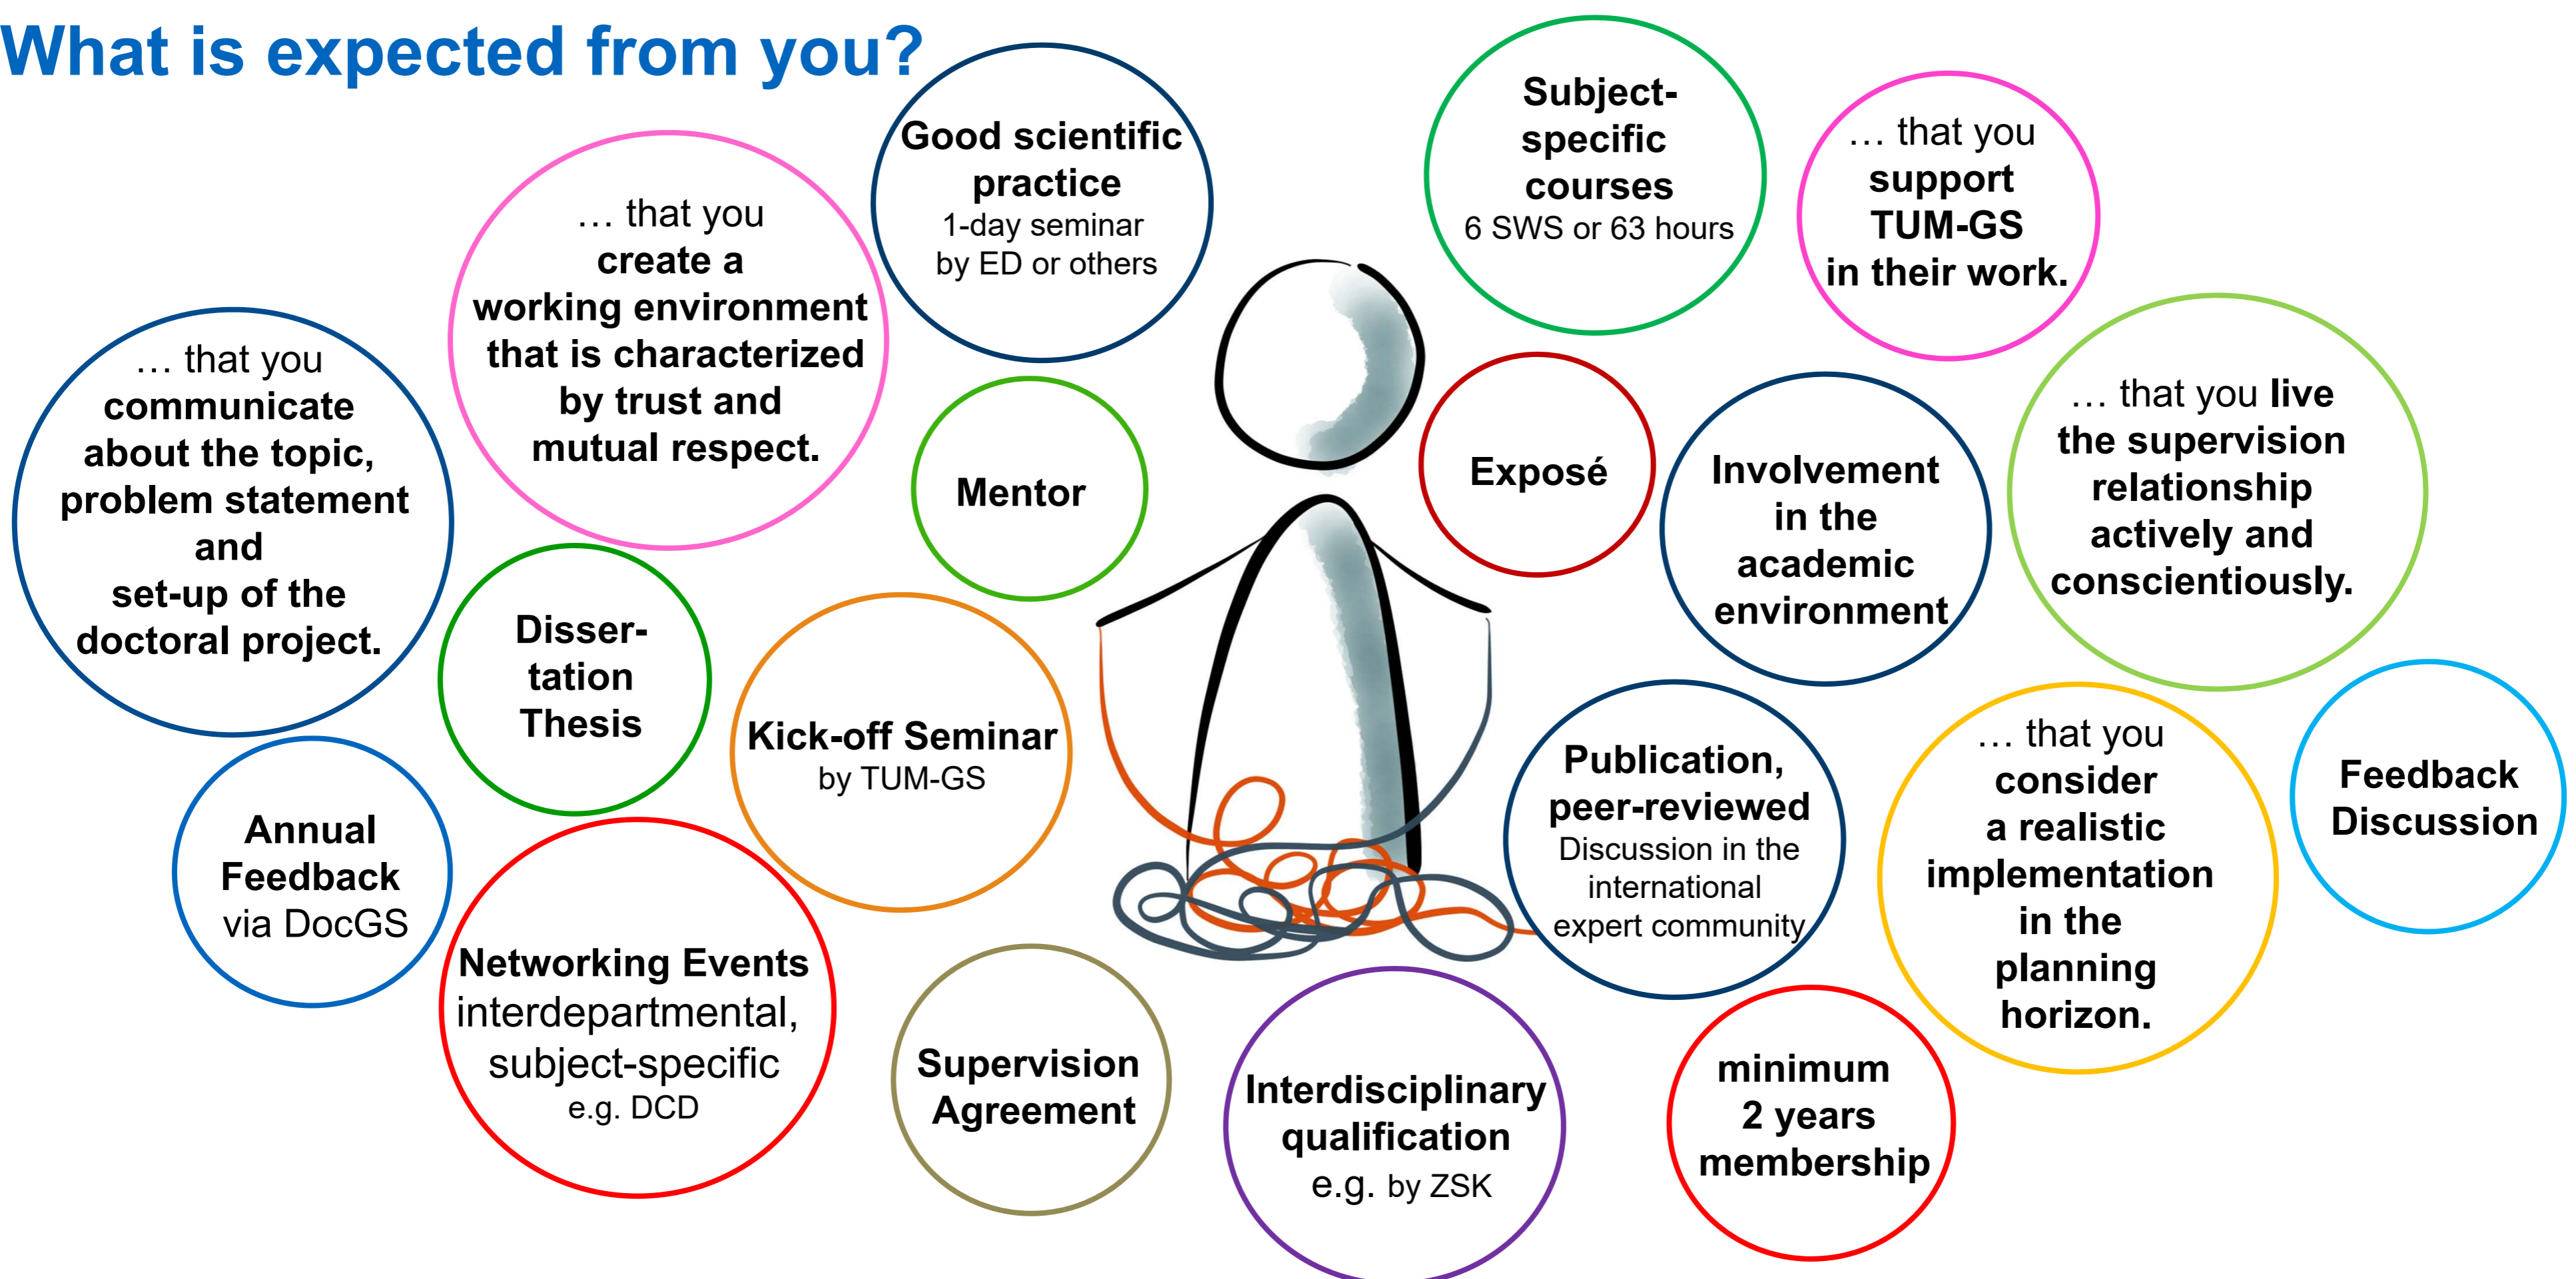 What is expected from you?
Good scientific
practice
1-day seminar
by ED or others
Subject-
specific
courses
6 SWS or 63 hours
… that you
support
TUM-GS
in their work.
… that you
create a
working environment
that is characterized
by trust and
mutual respect.
… that you
communicate
about the topic,
problem statement
and
set-up of the
doctoral project.
Mentor
Exposé
Involvement
in the
academic
environment
… that you live
the supervision
relationship
actively and
conscientiously.
Disser-
tation
Thesis
Kick-off Seminar
by TUM-GS
Publication,
peer-reviewed
Discussion in the
international
expert community
… that you
consider
a realistic
implementation
in the
planning
horizon.
Feedback
Discussion
Annual
Feedback
via DocGS
Networking Events
interdepartmental,
subject-specific
e.g. DCD
Supervision
Agreement
Interdisciplinary
qualification
e.g. by ZSK
minimum
2 years
membership